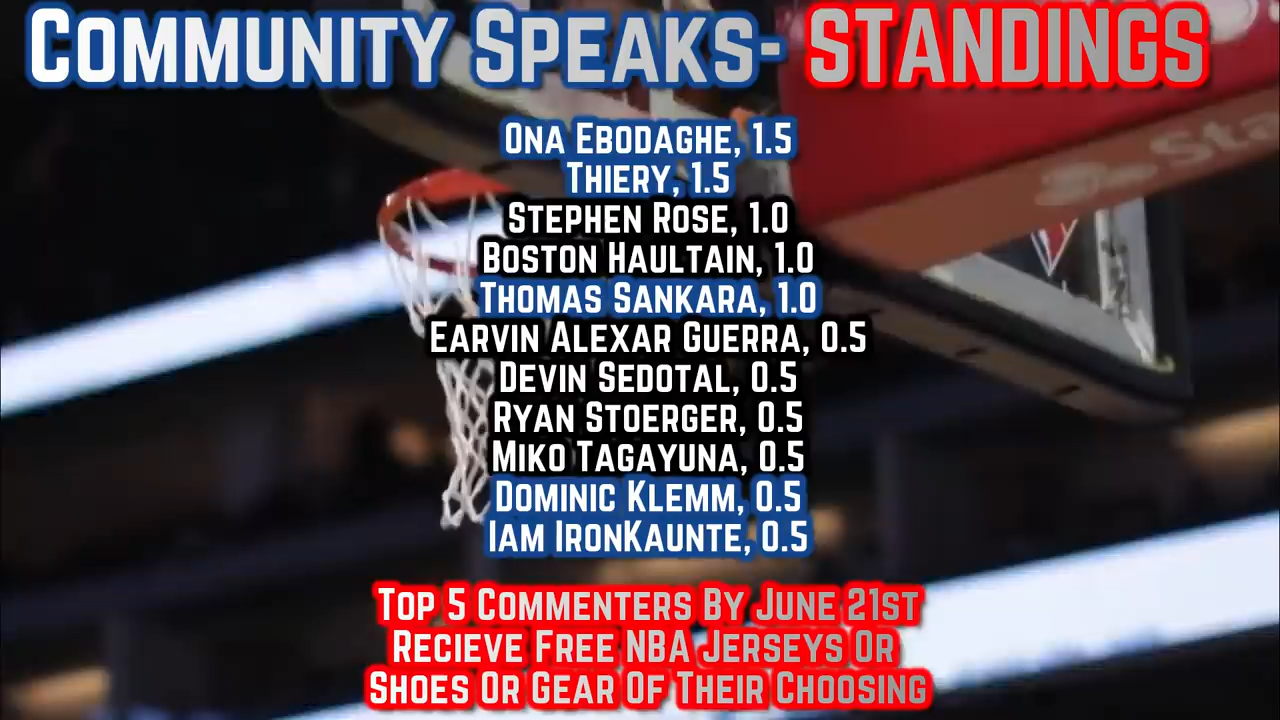 COMMUNITY SPEAKS- STANDINGS
ONA EBODAGHE, 1.5
THIERY, 1.5
STEPHEN ROSE, 1.0
BOSTON HAULTAIN, 1.0
THOMAS SANKARA, 1.0
EARVIN ALEXAR GUERRA, 0.5
DEVIN SEDOTAL, 0.5
RYAN STOERGER, 0.5
MIKO TAGAYUNA, 0.5
DOMINIC KLEMM, 0.5
IAM IRONKAUNTE, 0.5
TOP 5 COMMENTERS BY JUNE 21ST
RECIEVE FREE NBA JERSEYS OR
SHOES OR GEAR OF THEIR CHOOSING